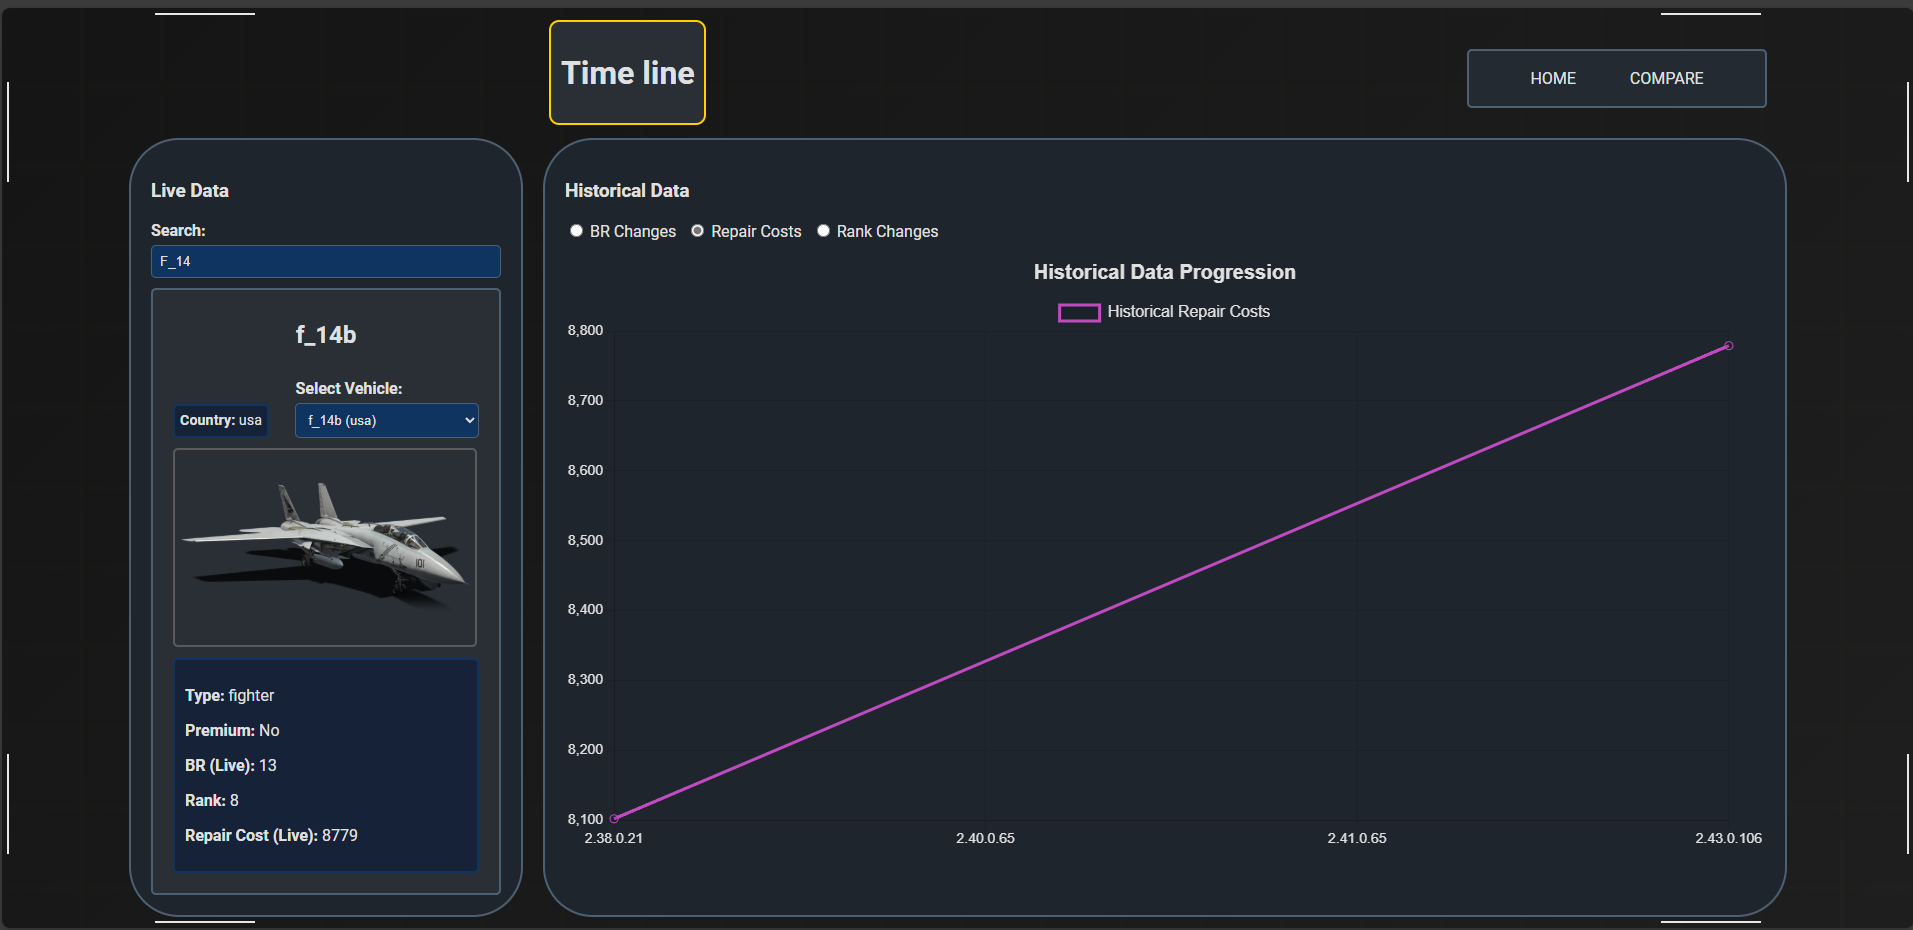 Time line
HOME
COMPARE
Live Data
Search:
F_14
f_14b
Select Vehicle:
Country: usa
f_14b (usa)
101
Type: fighter
Premium: No
BR (Live): 13
Rank: 8
Repair Cost (Live): 8779
Historical Data
BR Changes
Repair Costs
Rank Changes
Historical Data Progression
Historical Repair Costs
8,800
8,700
8,600
8,500
8,400
8,300
8,200
8,100
2.38.0.21
2.40.0.65
2.41.0.65
2.43.0.106